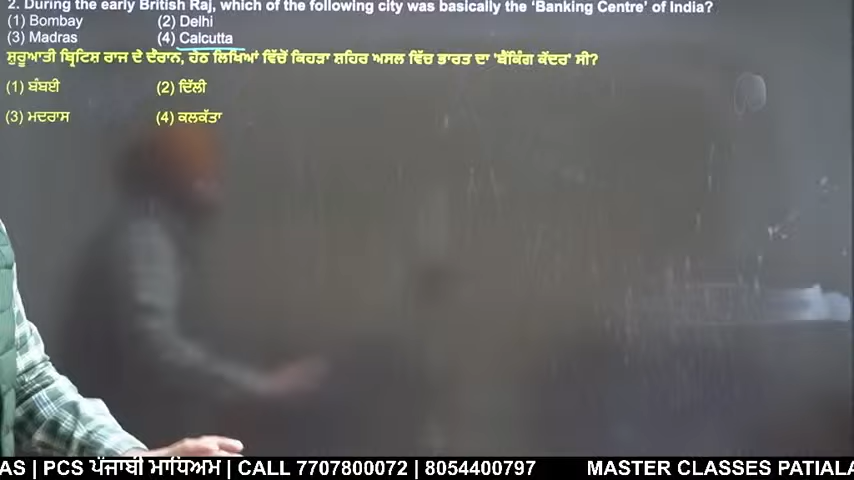 2. During the early British Raj, which of the following city was basically the ‘Banking Centre’ of India?
(1) Bombay (2) Delhi
(3) Madras (4) Calcutta
ਸ਼ੁਰੂਆਤੀ ਬ੍ਰਿਟਿਸ਼ ਰਾਜ ਦੇ ਦੌਰਾਨ, ਹੇਠ ਲਿਖਿਆਂ ਵਿੱਚੋਂ ਕਿਹੜਾ ਸ਼ਹਿਰ ਅਸਲ ਵਿੱਚ ਭਾਰਤ ਦਾ 'ਬੈਂਕਿੰਗ ਕੇਂਦਰ' ਸੀ?
(1) ਬੰਬਈ (2) ਦਿੱਲੀ
(3) ਮਦਰਾਸ (4) ਕਲਕੱਤਾ
AS | PCS ਪੰਜਾਬੀ ਮਾਧਿਅਮ | CALL 7707800072 | 8054400797 MASTER CLASSES PATIALA